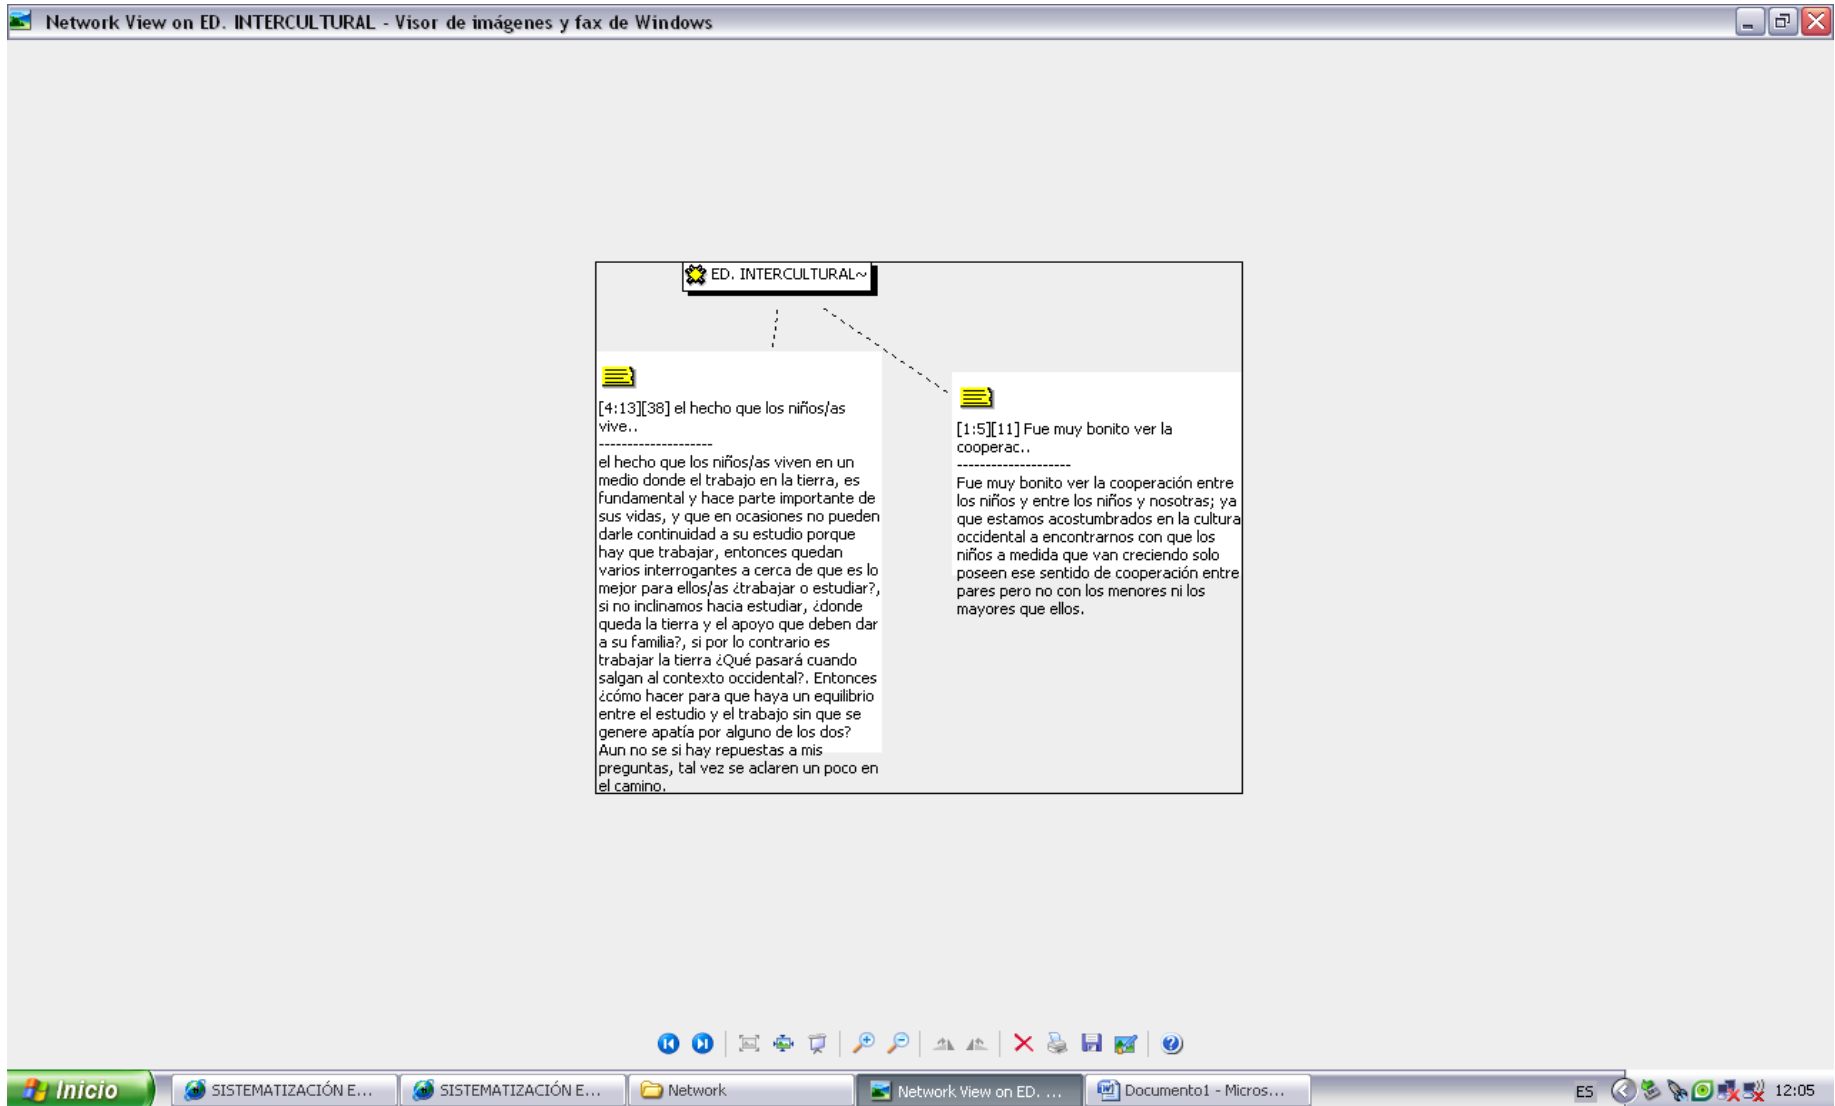 Network View on ED. INTERCULTURAL - Visor de imágenes y fax de Windows
ED. INTERCULTURAL~
[4:13][38] el hecho que los niños/as
vive..
--------------------
el hecho que los niños/as viven en un
medio donde el trabajo en la tierra, es
fundamental y hace parte importante de
sus vidas, y que en ocasiones no pueden
darle continuidad a su estudio porque
hay que trabajar, entonces quedan
varios interrogantes a cerca de que es lo
mejor para ellos/as ¿trabajar o estudiar?,
si no inclinamos hacia estudiar, ¿donde
queda la tierra y el apoyo que deben dar
a su familia?, si por lo contrario es
trabajar la tierra ¿Qué pasará cuando
salgan al contexto occidental?. Entonces
¿cómo hacer para que haya un equilibrio
entre el estudio y el trabajo sin que se
genere apatía por alguno de los dos?
Aun no se si hay repuestas a mis
preguntas, tal vez se aclaren un poco en
el camino.
[1:5][11] Fue muy bonito ver la
cooperac..
--------------------
Fue muy bonito ver la cooperación entre
los niños y entre los niños y nosotras; ya
que estamos acostumbrados en la cultura
occidental a encontrarnos con que los
niños a medida que van creciendo solo
poseen ese sentido de cooperación entre
pares pero no con los menores ni los
mayores que ellos.
Inicio
SISTEMATIZACIÓN E...
SISTEMATIZACIÓN E...
Network
Network View on ED. ...
Documento1 - Micros...
ES
12:05